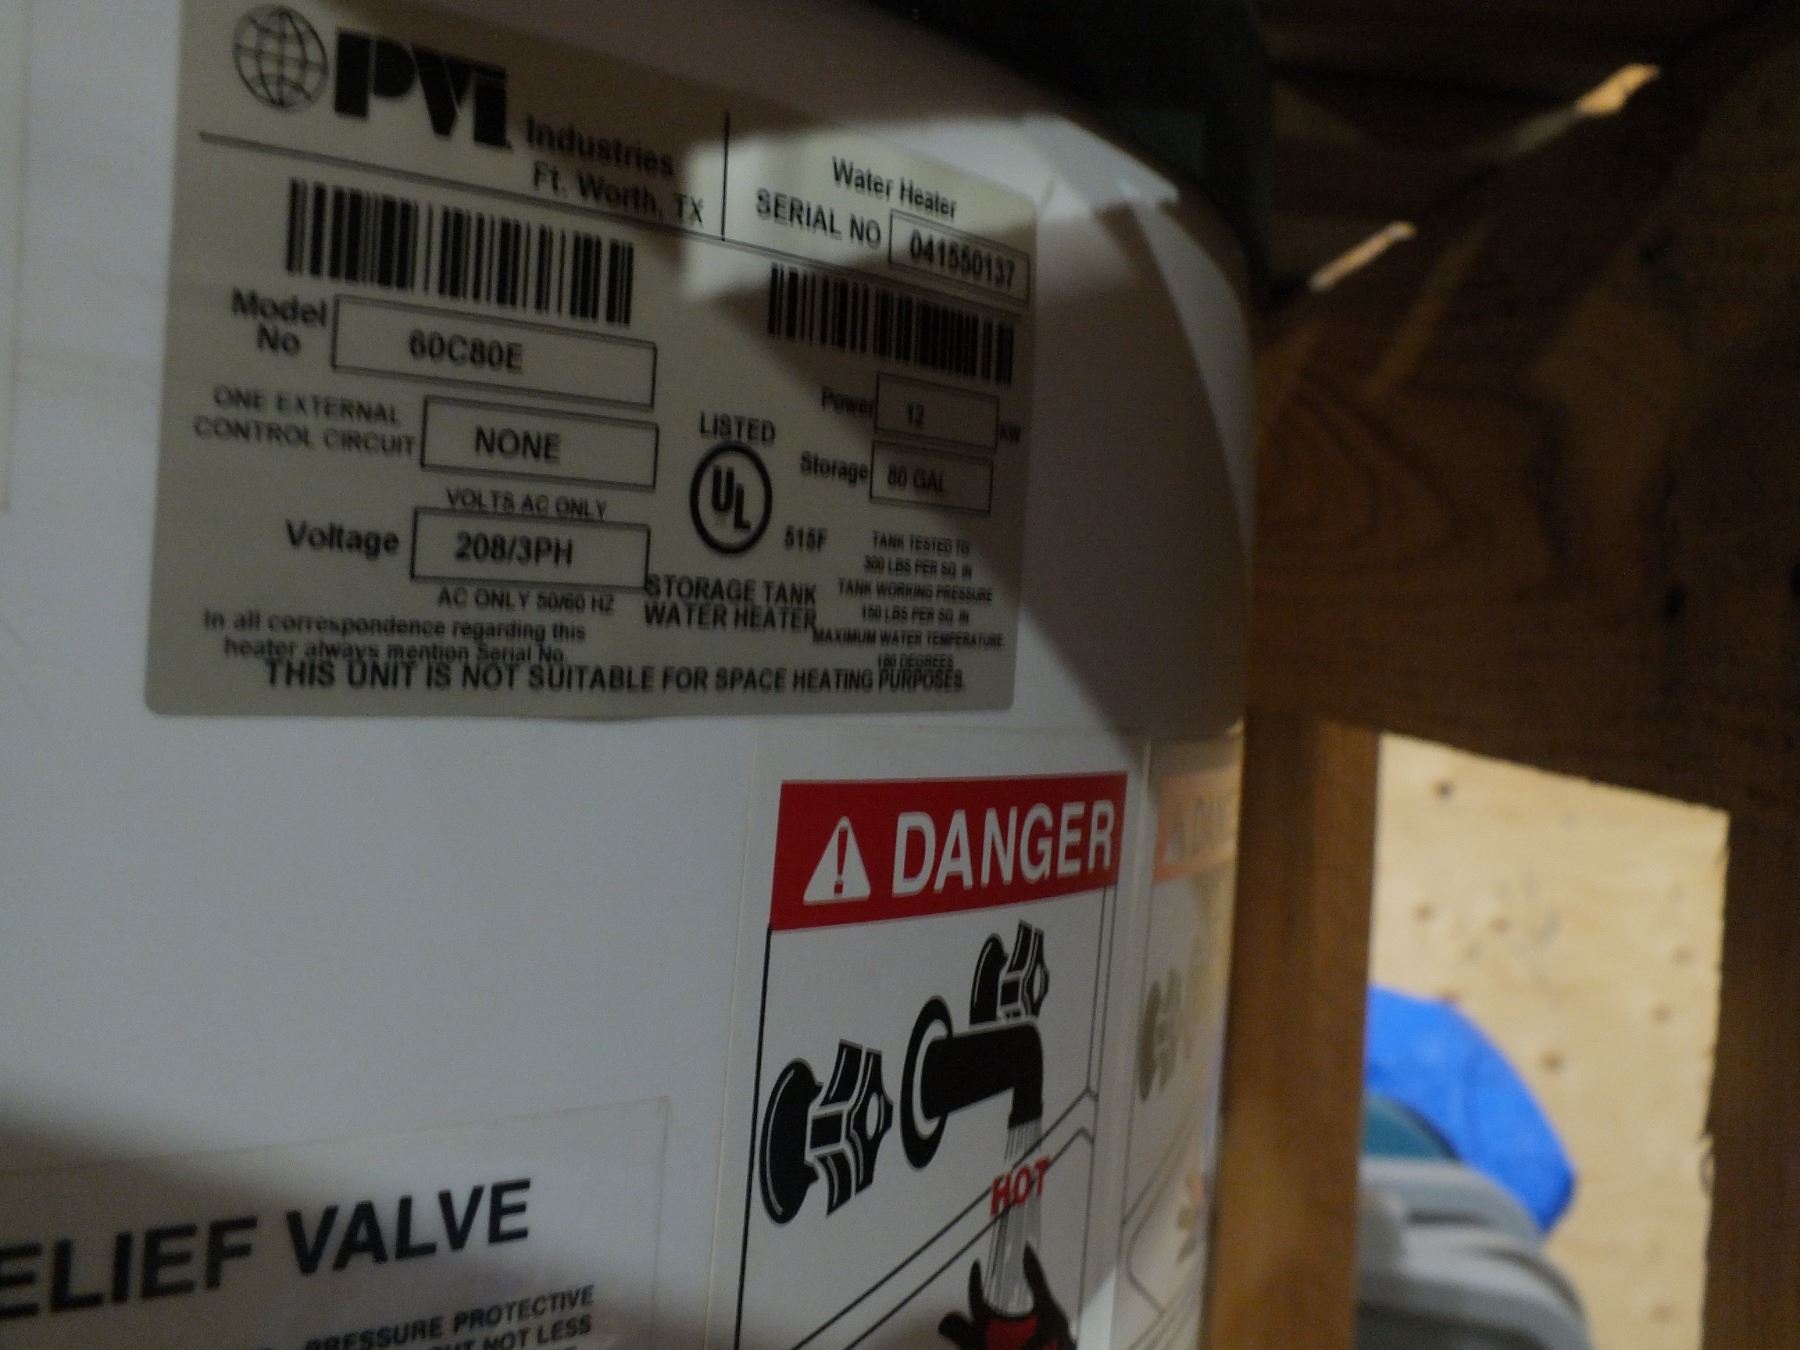 PVI Industries
Ft. Worth, TX
Water Heater
SERIAL NO 041550137
Model No 60C80E
Power 12 KW
ONE EXTERNAL
CONTROL CIRCUIT NONE
LISTED
UL
Storage 80 GAL
VOLTS AC ONLY
Voltage 208/3PH
515F
AC ONLY 50/60 HZ
STORAGE TANK
WATER HEATER
TANK TESTED TO
300 LBS PER SQ. IN
TANK WORKING PRESSURE
150 LBS PER SQ. IN
MAXIMUM WATER TEMPERATURE
DEGREES
In all correspondence regarding this
heater always mention Serial No.
THIS UNIT IS NOT SUITABLE FOR SPACE HEATING PURPOSES.
DANGER
HOT
ELIEF VALVE
PRESSURE PROTECTIVE
NOT LESS